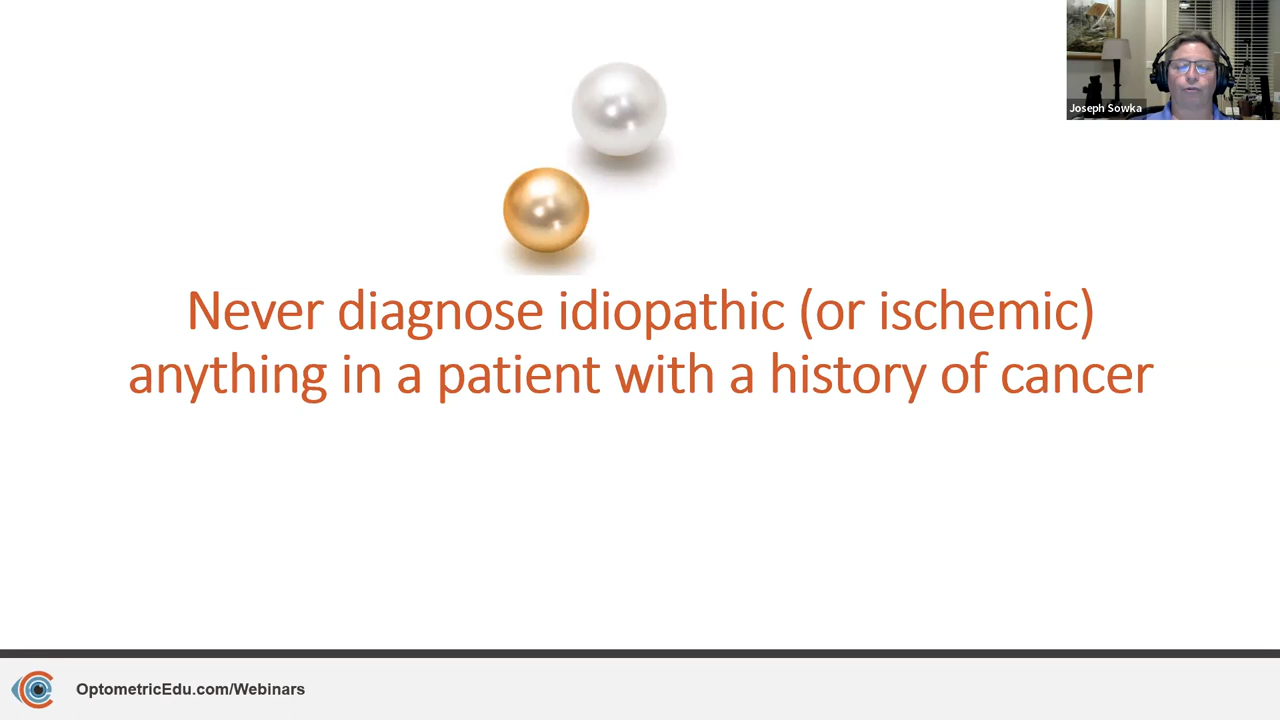 Joseph Sowka
Never diagnose idiopathic (or ischemic)
anything in a patient with a history of cancer
OptometricEdu.com/Webinars